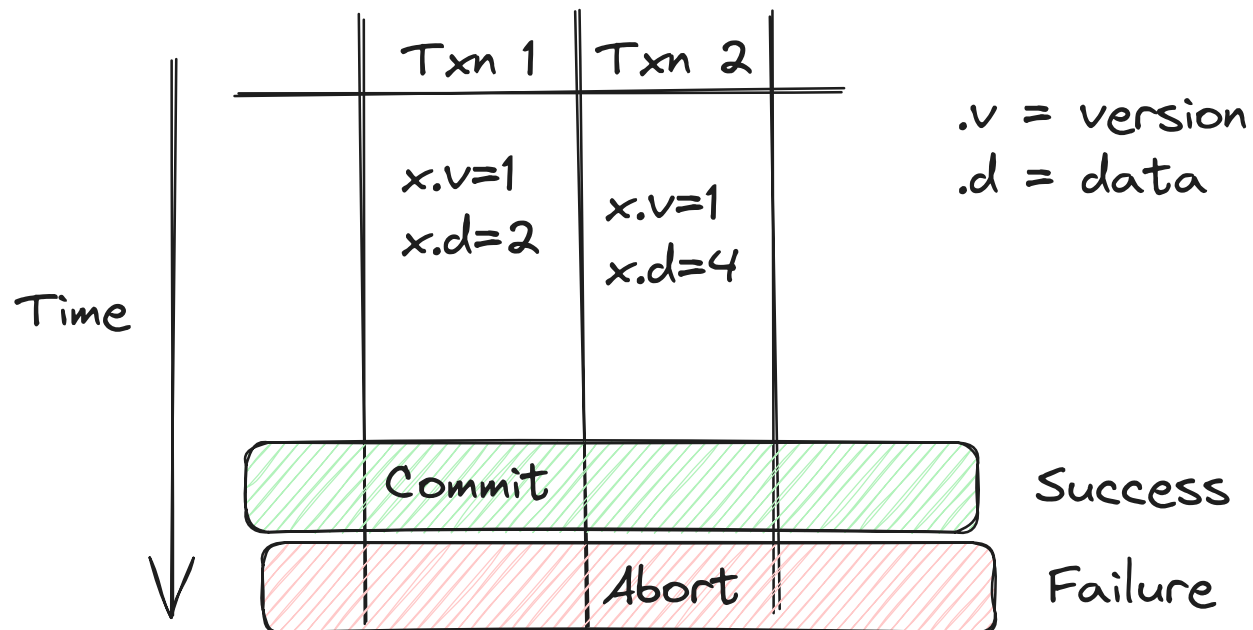 Txn 1
Txn 2
.v = version
.d = data
x.v=1
x.d=2
x.v=1
x.d=4
Time
Commit
Success
Abort
Failure